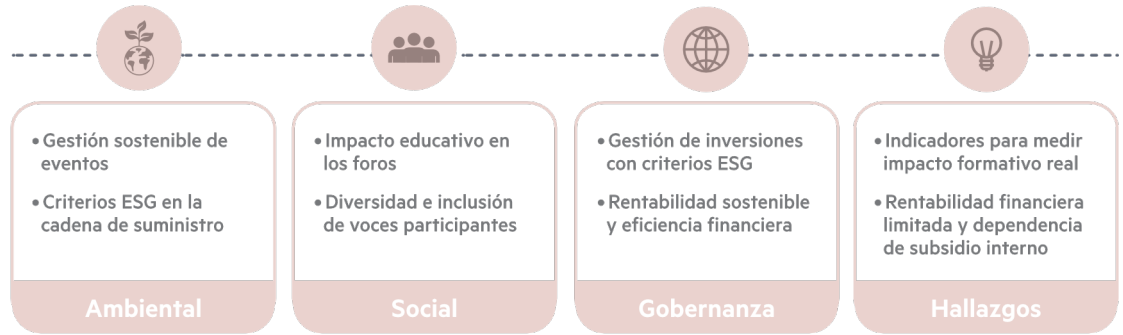 • Gestión sostenible de
eventos
• Criterios ESG en la
cadena de suministro
Ambiental
• Impacto educativo en
los foros
• Diversidad e inclusión
de voces participantes
Social
• Gestión de inversiones
con criterios ESG
• Rentabilidad sostenible
y eficiencia financiera
Gobernanza
• Indicadores para medir
impacto formativo real
• Rentabilidad financiera
limitada y dependencia
de subsidio interno
Hallazgos